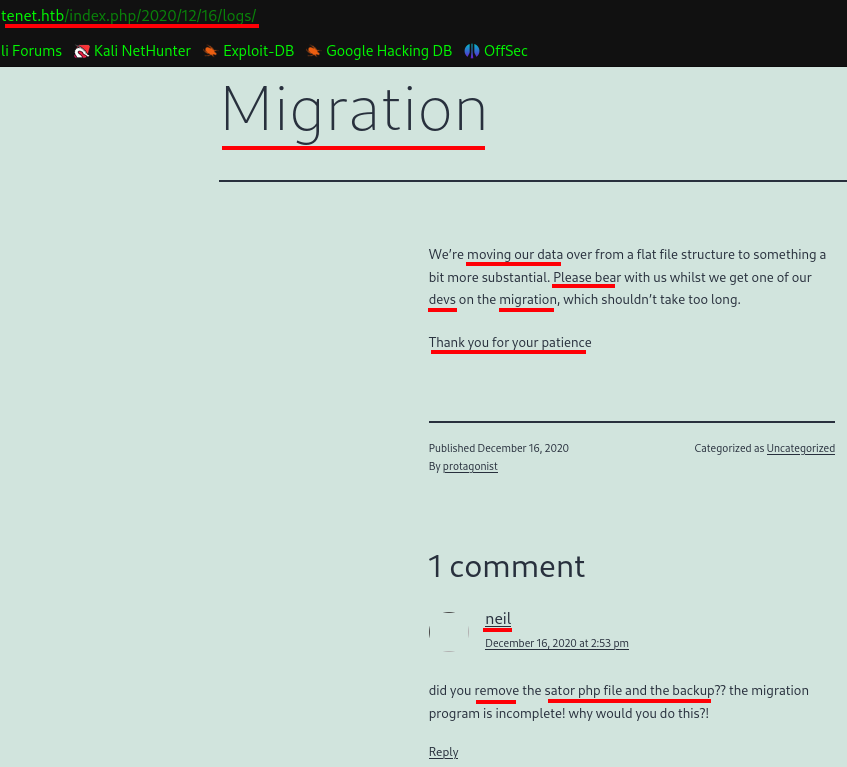 tenet.htb/index.php/2020/12/16/logs/
li Forums Kali NetHunter Exploit-DB Google Hacking DB OffSec
Migration
We're moving our data over from a flat file structure to something a
bit more substantial. Please bear with us whilst we get one of our
devs on the migration, which shouldn't take too long.
Thank you for your patience
Published December 16, 2020
Categorized as Uncategorized
By protagonist
1 comment
neil
December 16, 2020 at 2:53 pm
did you remove the sator php file and the backup?? the migration
program is incomplete! why would you do this?!
Reply